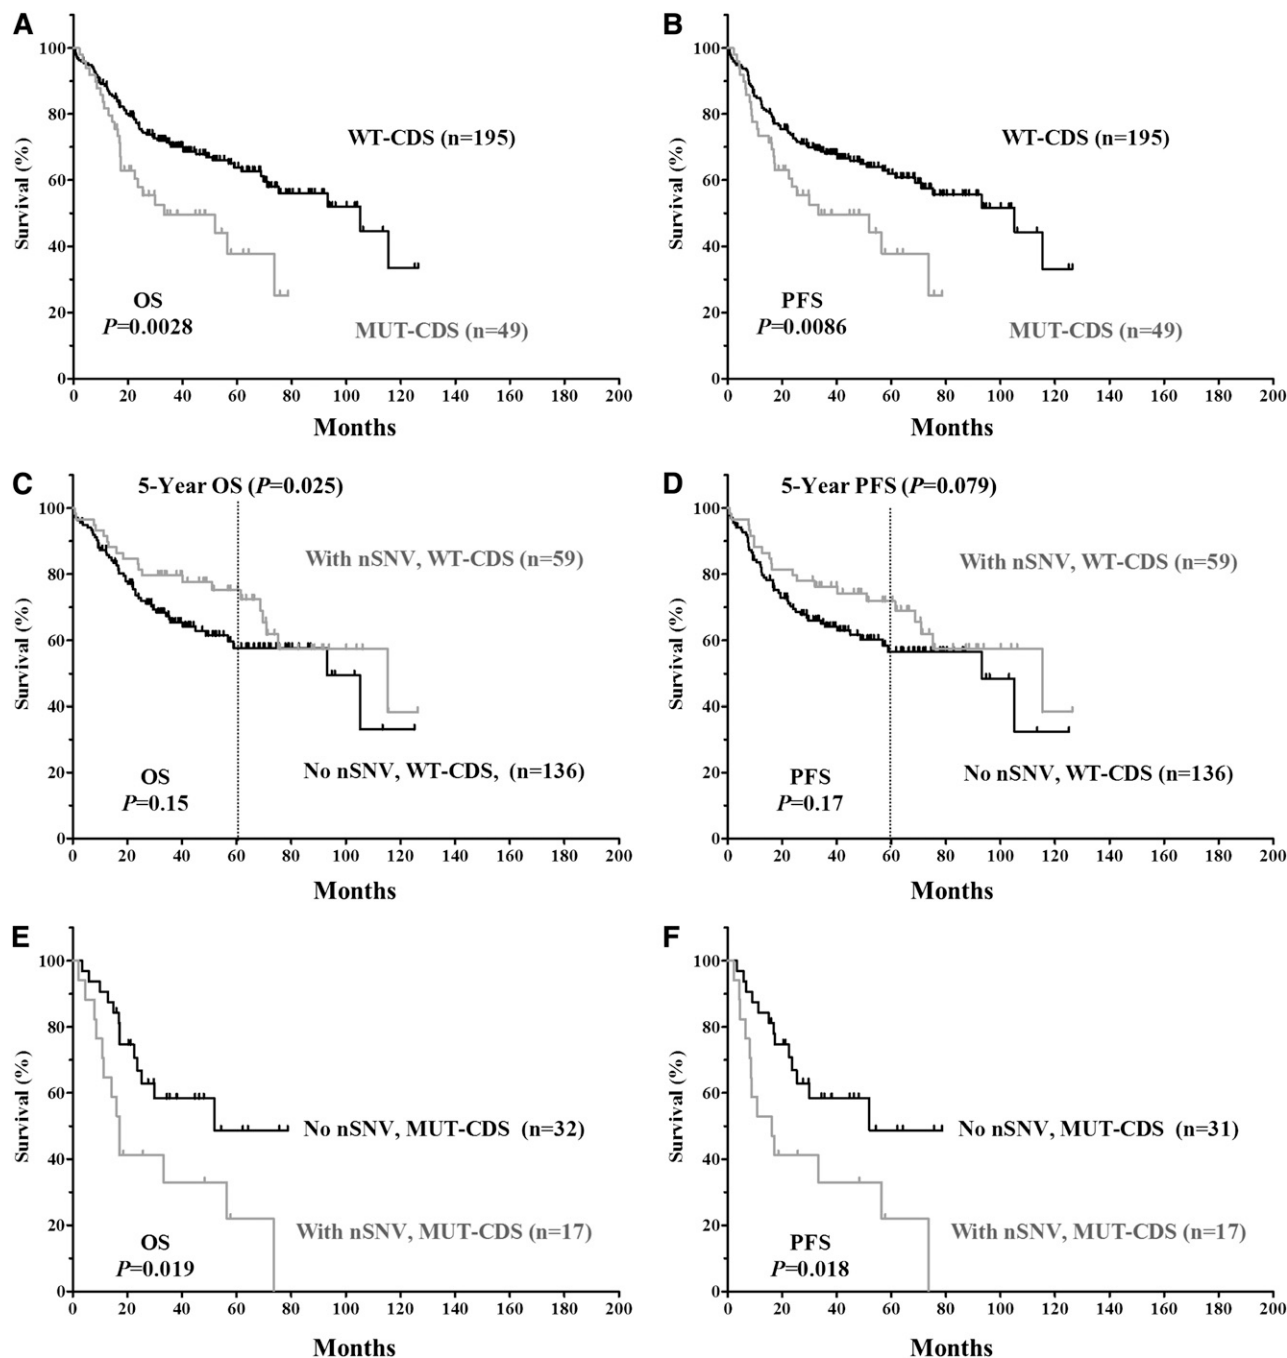 A
100
80
60
40
20
0
Survival (%)
WT-CDS (n=195)
OS
P=0.0028
MUT-CDS (n=49)
0 20 40 60 80 100 120 140 160 180 200
Months
B
100
80
60
40
20
0
Survival (%)
WT-CDS (n=195)
PFS
P=0.0086
MUT-CDS (n=49)
0 20 40 60 80 100 120 140 160 180 200
Months
C
5-Year OS (P=0.025)
100
80
60
40
20
0
Survival (%)
With nSNV, WT-CDS (n=59)
No nSNV, WT-CDS, (n=136)
OS
P=0.15
0 20 40 60 80 100 120 140 160 180 200
Months
D
5-Year PFS (P=0.079)
100
80
60
40
20
0
Survival (%)
With nSNV, WT-CDS (n=59)
No nSNV, WT-CDS (n=136)
PFS
P=0.17
0 20 40 60 80 100 120 140 160 180 200
Months
E
100
80
60
40
20
0
Survival (%)
No nSNV, MUT-CDS (n=32)
With nSNV, MUT-CDS (n=17)
OS
P=0.019
0 20 40 60 80 100 120 140 160 180 200
Months
F
100
80
60
40
20
0
Survival (%)
No nSNV, MUT-CDS (n=31)
With nSNV, MUT-CDS (n=17)
PFS
P=0.018
0 20 40 60 80 100 120 140 160 180 200
Months